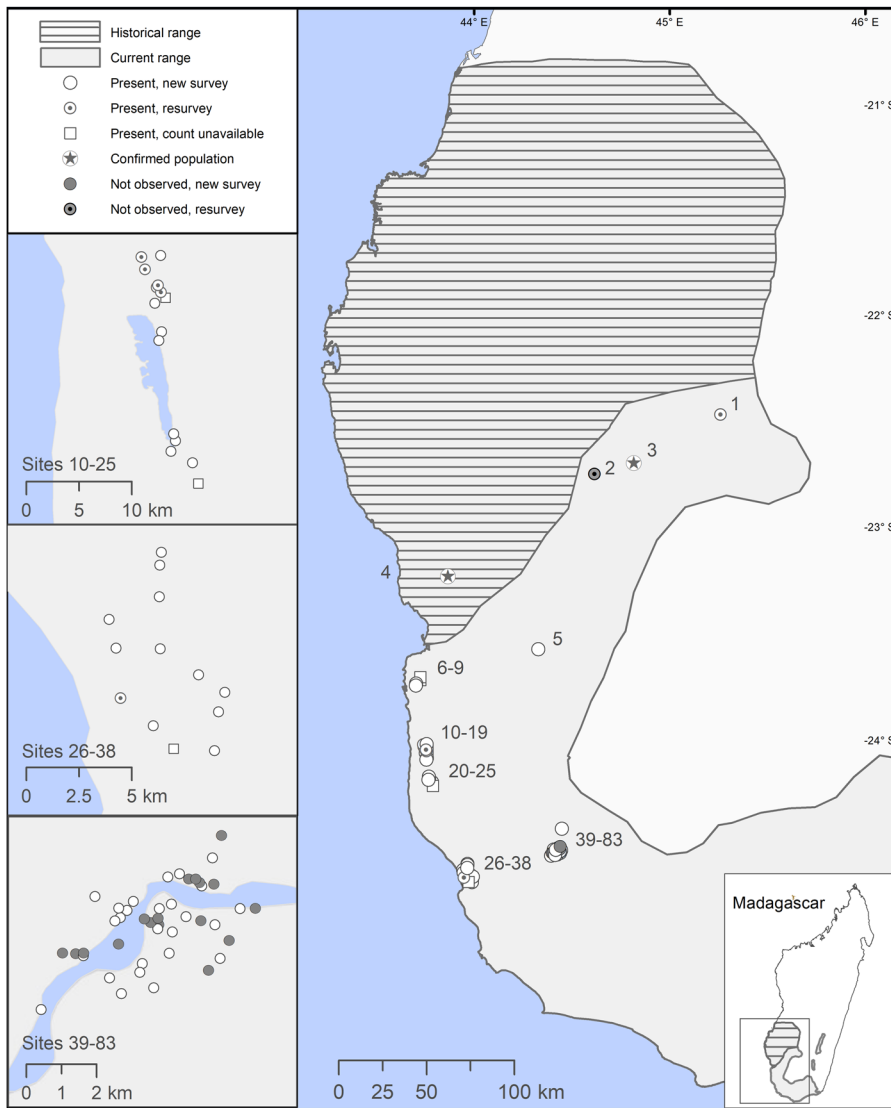 44° E
45° E
46° E
Historical range
Current range
Present, new survey
Present, resurvey
Present, count unavailable
Confirmed population
Not observed, new survey
Not observed, resurvey
-21° S
-22° S
-23° S
-24° S
1
2
3
4
5
6-9
10-19
20-25
26-38
39-83
Sites 10-25
0 5 10 km
Sites 26-38
0 2.5 5 km
Sites 39-83
0 1 2 km
0 25 50 100 km
Madagascar